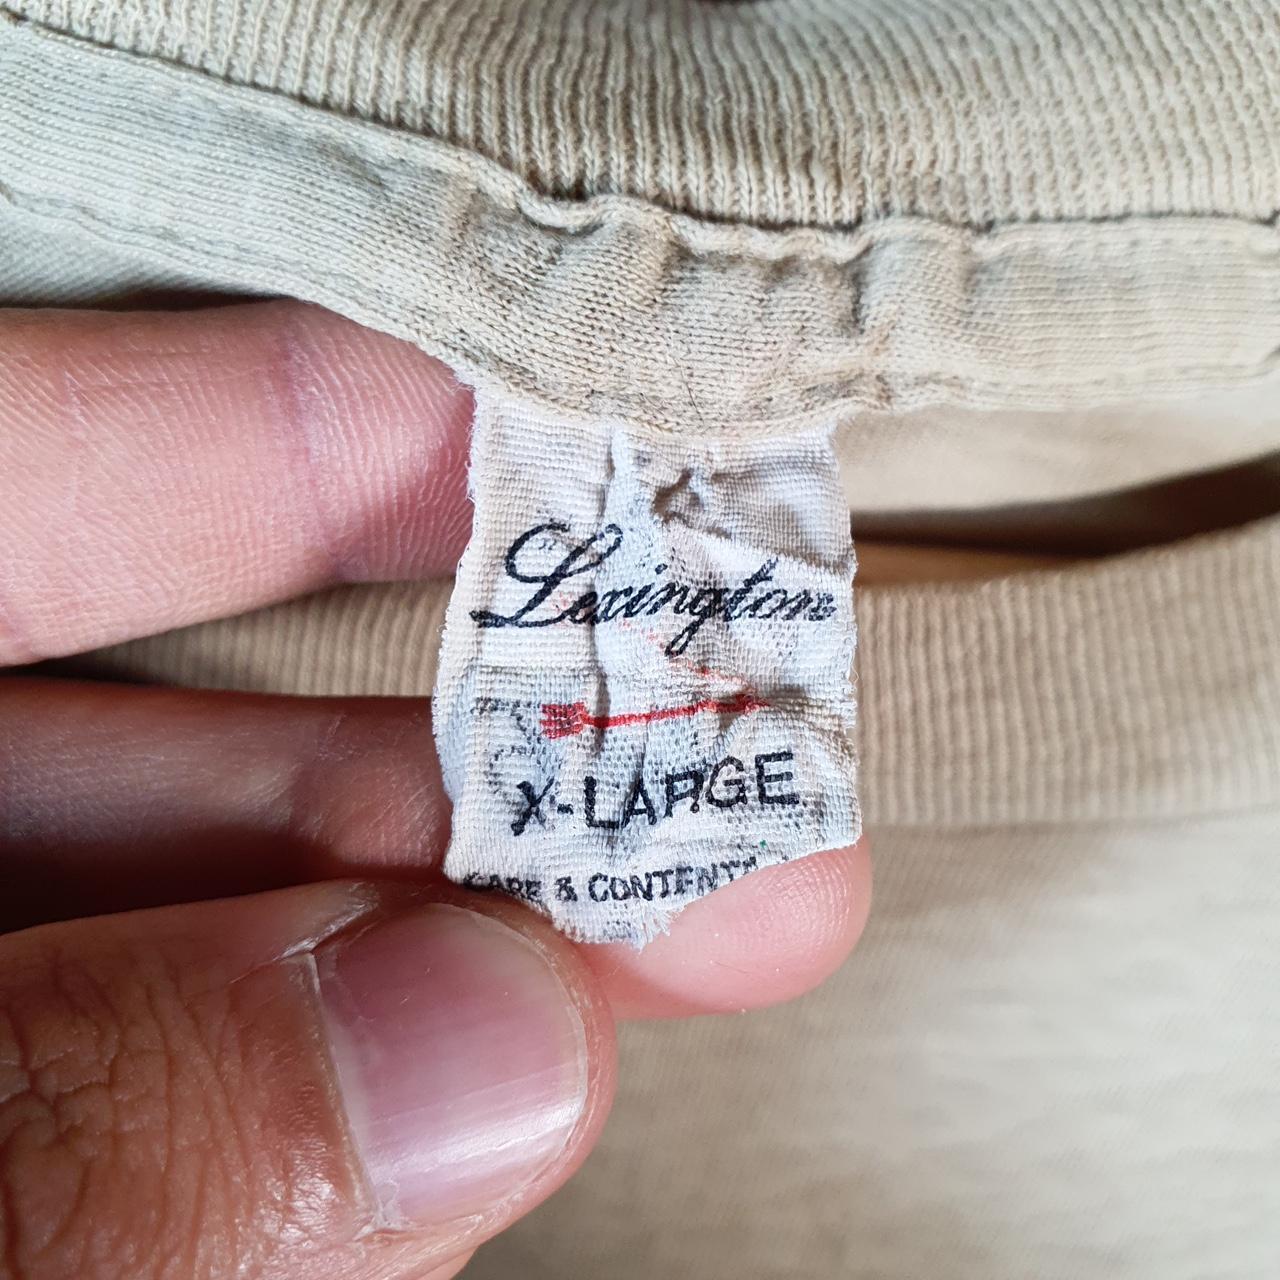 Lexington
X-LARGE
CARE & CONTENTS